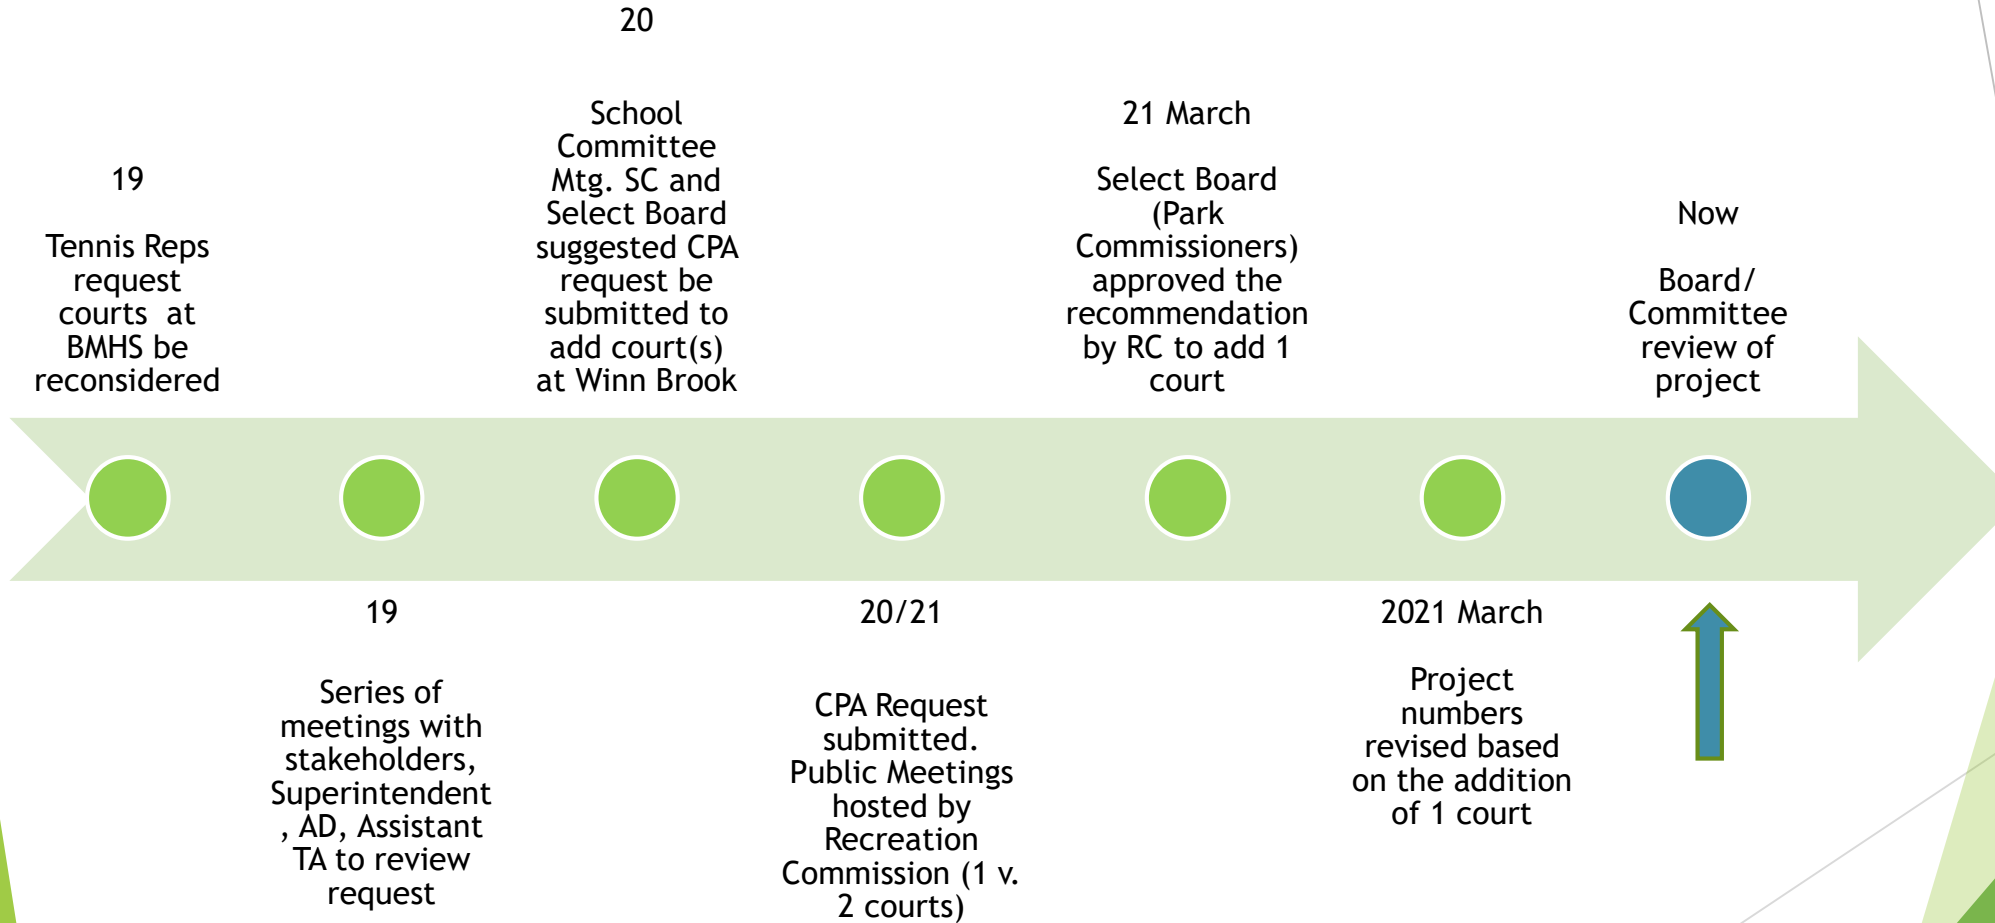 19
Tennis Reps
request
courts at
BMHS be
reconsidered
19
Series of
meetings with
stakeholders,
Superintendent
, AD, Assistant
TA to review
request
20
School
Committee
Mtg. SC and
Select Board
suggested CPA
request be
submitted to
add court(s)
at Winn Brook
20/21
CPA Request
submitted.
Public Meetings
hosted by
Recreation
Commission (1 v.
2 courts)
21 March
Select Board
(Park
Commissioners)
approved the
recommendation
by RC to add 1
court
2021 March
Project
numbers
revised based
on the addition
of 1 court
Now
Board/
Committee
review of
project